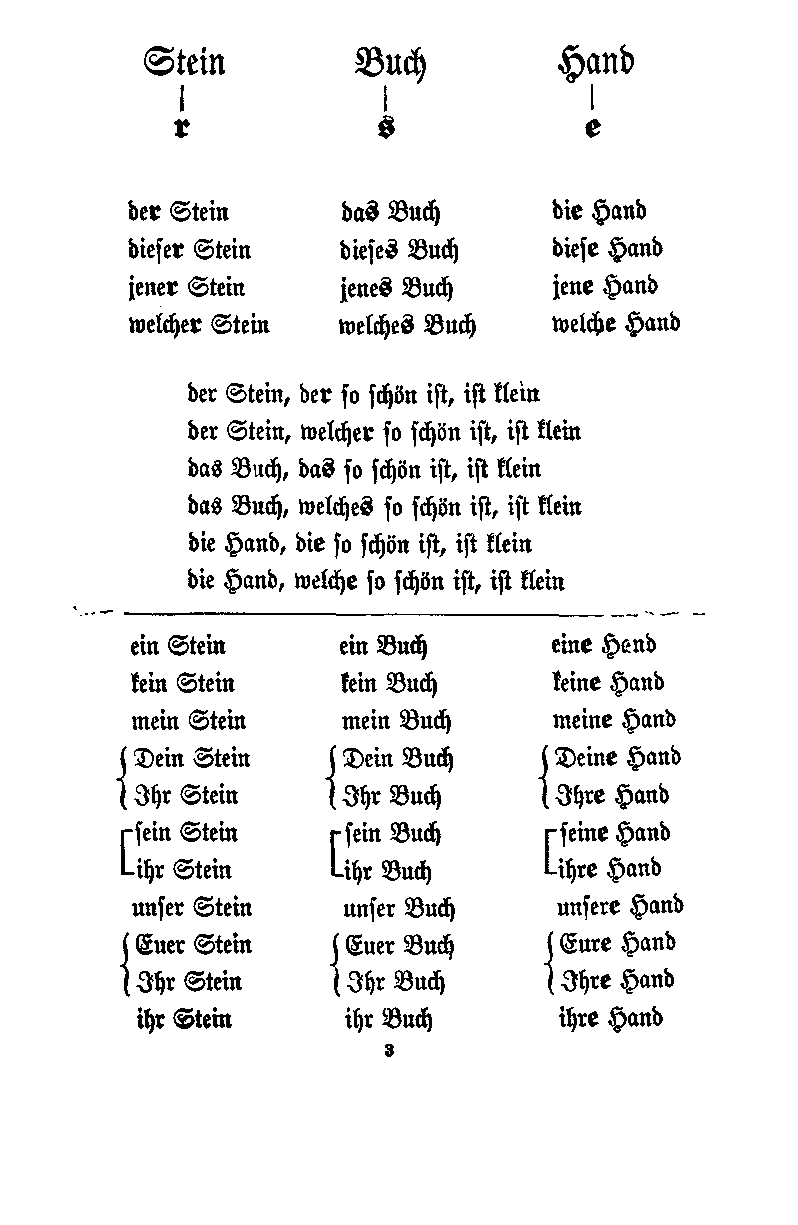 Stein Buch Hand
r s e
der Stein das Buch die Hand
dieser Stein dieses Buch diese Hand
jener Stein jenes Buch jene Hand
welcher Stein welches Buch welche Hand
der Stein, der so schön ist, ist klein
der Stein, welcher so schön ist, ist klein
das Buch, das so schön ist, ist klein
das Buch, welches so schön ist, ist klein
die Hand, die so schön ist, ist klein
die Hand, welche so schön ist, ist klein
ein Stein ein Buch eine Hand
kein Stein kein Buch keine Hand
mein Stein mein Buch meine Hand
Dein Stein Dein Buch Deine Hand
Ihr Stein Ihr Buch Ihre Hand
sein Stein sein Buch seine Hand
ihr Stein ihr Buch ihre Hand
unser Stein unser Buch unsere Hand
Euer Stein Euer Buch Eure Hand
Ihr Stein Ihr Buch Ihre Hand
ihr Stein ihr Buch ihre Hand
3